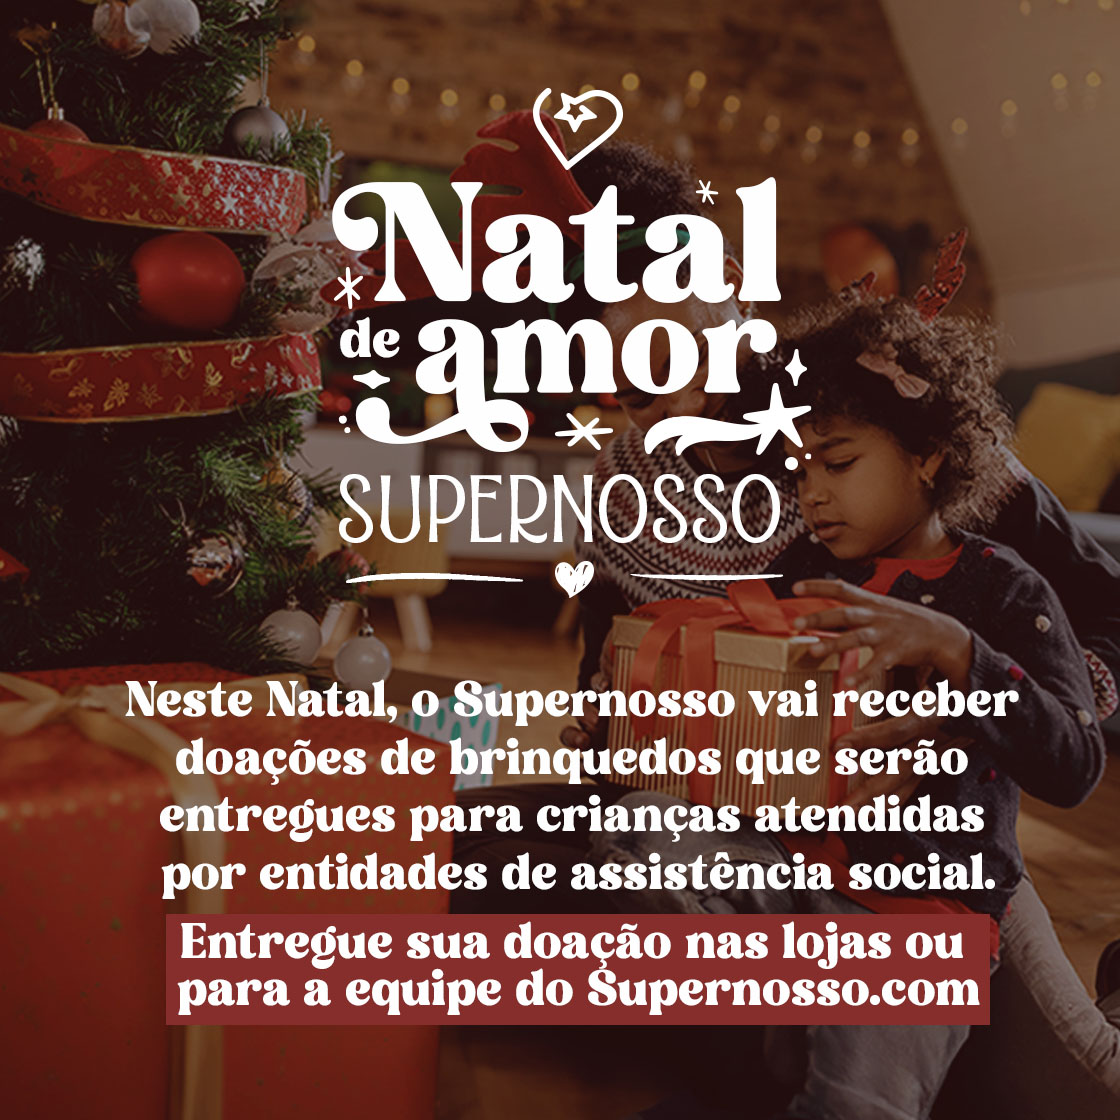 Natal
de amor
SUPERNOSSO
Neste Natal, o Supernosso vai receber
doações de brinquedos que serão
entregues para crianças atendidas
por entidades de assistência social.
Entregue sua doação nas lojas ou
para a equipe do Supernosso.com